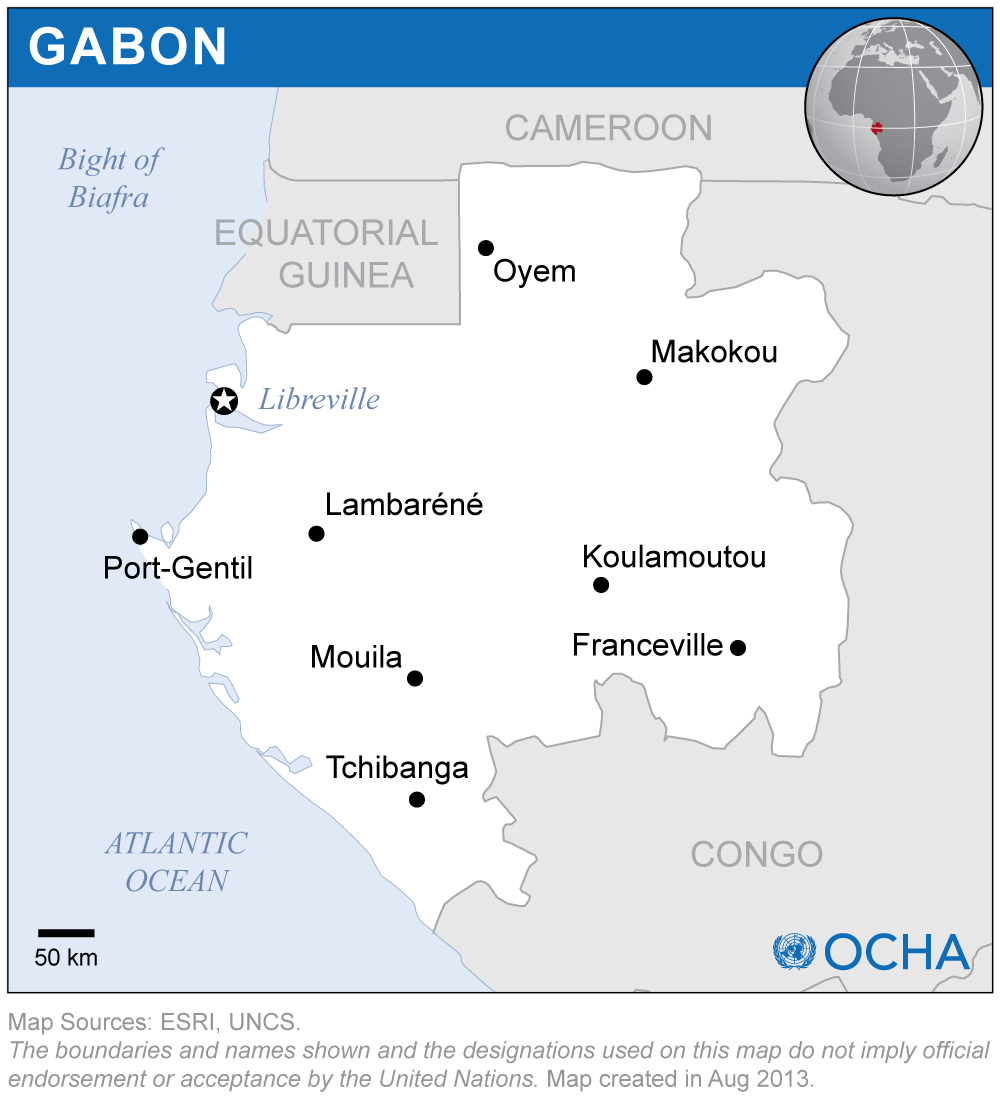 GABON
CAMEROON
Bight of
Biafra
EQUATORIAL
GUINEA
Oyem
Makokou
Libreville
Lambaréné
Port-Gentil
Koulamoutou
Franceville
Mouila
Tchibanga
ATLANTIC
OCEAN
CONGO
50 km
OCHA
Map Sources: ESRI, UNCS.
The boundaries and names shown and the designations used on this map do not imply official
endorsement or acceptance by the United Nations. Map created in Aug 2013.